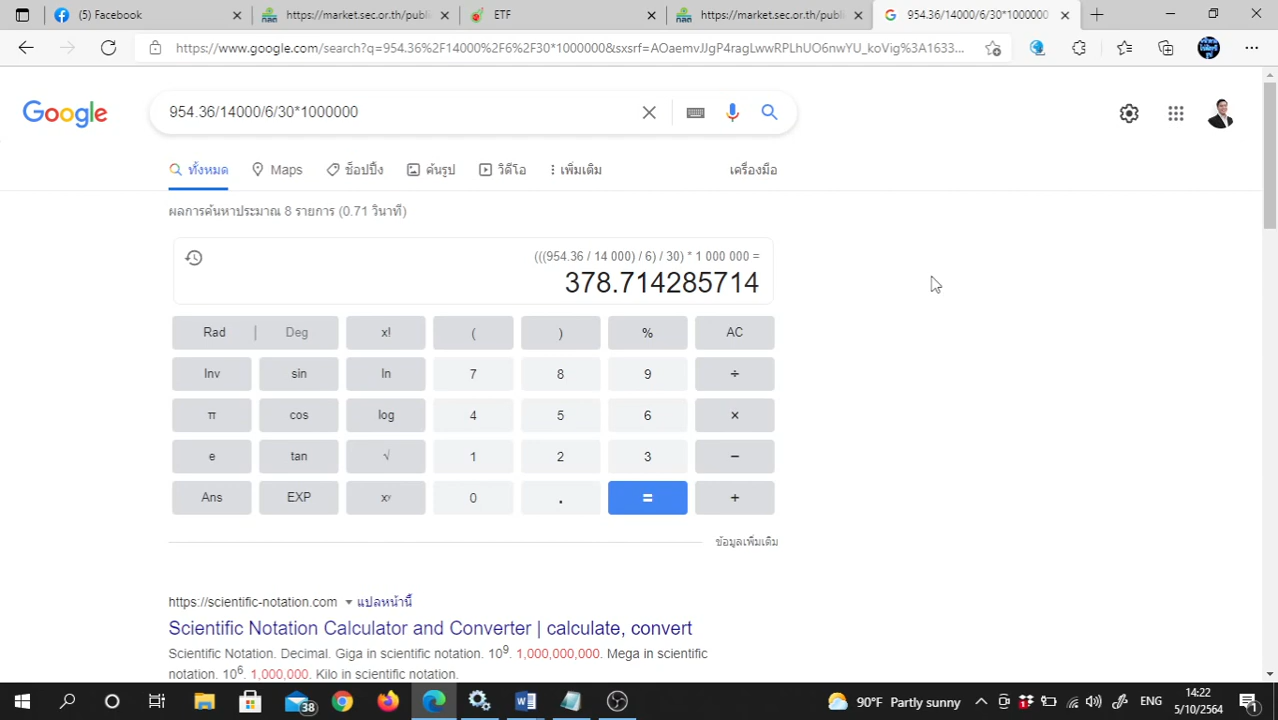 (5) Facebook
https://market.sec.or.th/publi
ETF
https://market.sec.or.th/publi
954.36/14000/6/30*1000000
https://www.google.com/search?q=954.36%2F14000%2F6%2F30*1000000&sxsrf=AOaemvJJgP4ragLwwRPLhUO6nwYU_koVig%3A1633...
Google
954.36/14000/6/30*1000000
ทั้งหมด
Maps
ช็อปปิ้ง
ค้นรูป
วิดีโอ
เพิ่มเติม
เครื่องมือ
ผลการค้นหาประมาณ 8 รายการ (0.71 วินาที)
(((954.36 / 14 000) / 6) / 30) * 1 000 000 =
378.714285714
Rad | Deg x! ( ) % AC
Inv sin ln 7 8 9 ÷
π cos log 4 5 6 ×
e tan √ 1 2 3 −
Ans EXP xʸ 0 . = +
ข้อมูลเพิ่มเติม
https://scientific-notation.com ▾ แปลหน้านี้
Scientific Notation Calculator and Converter | calculate, convert
Scientific Notation. Decimal. Giga in scientific notation. 10⁹. 1,000,000,000. Mega in scientific
notation. 10⁶. 1,000,000. Kilo in scientific notation.
38
90°F Partly sunny
ENG
14:22
5/10/2564
1